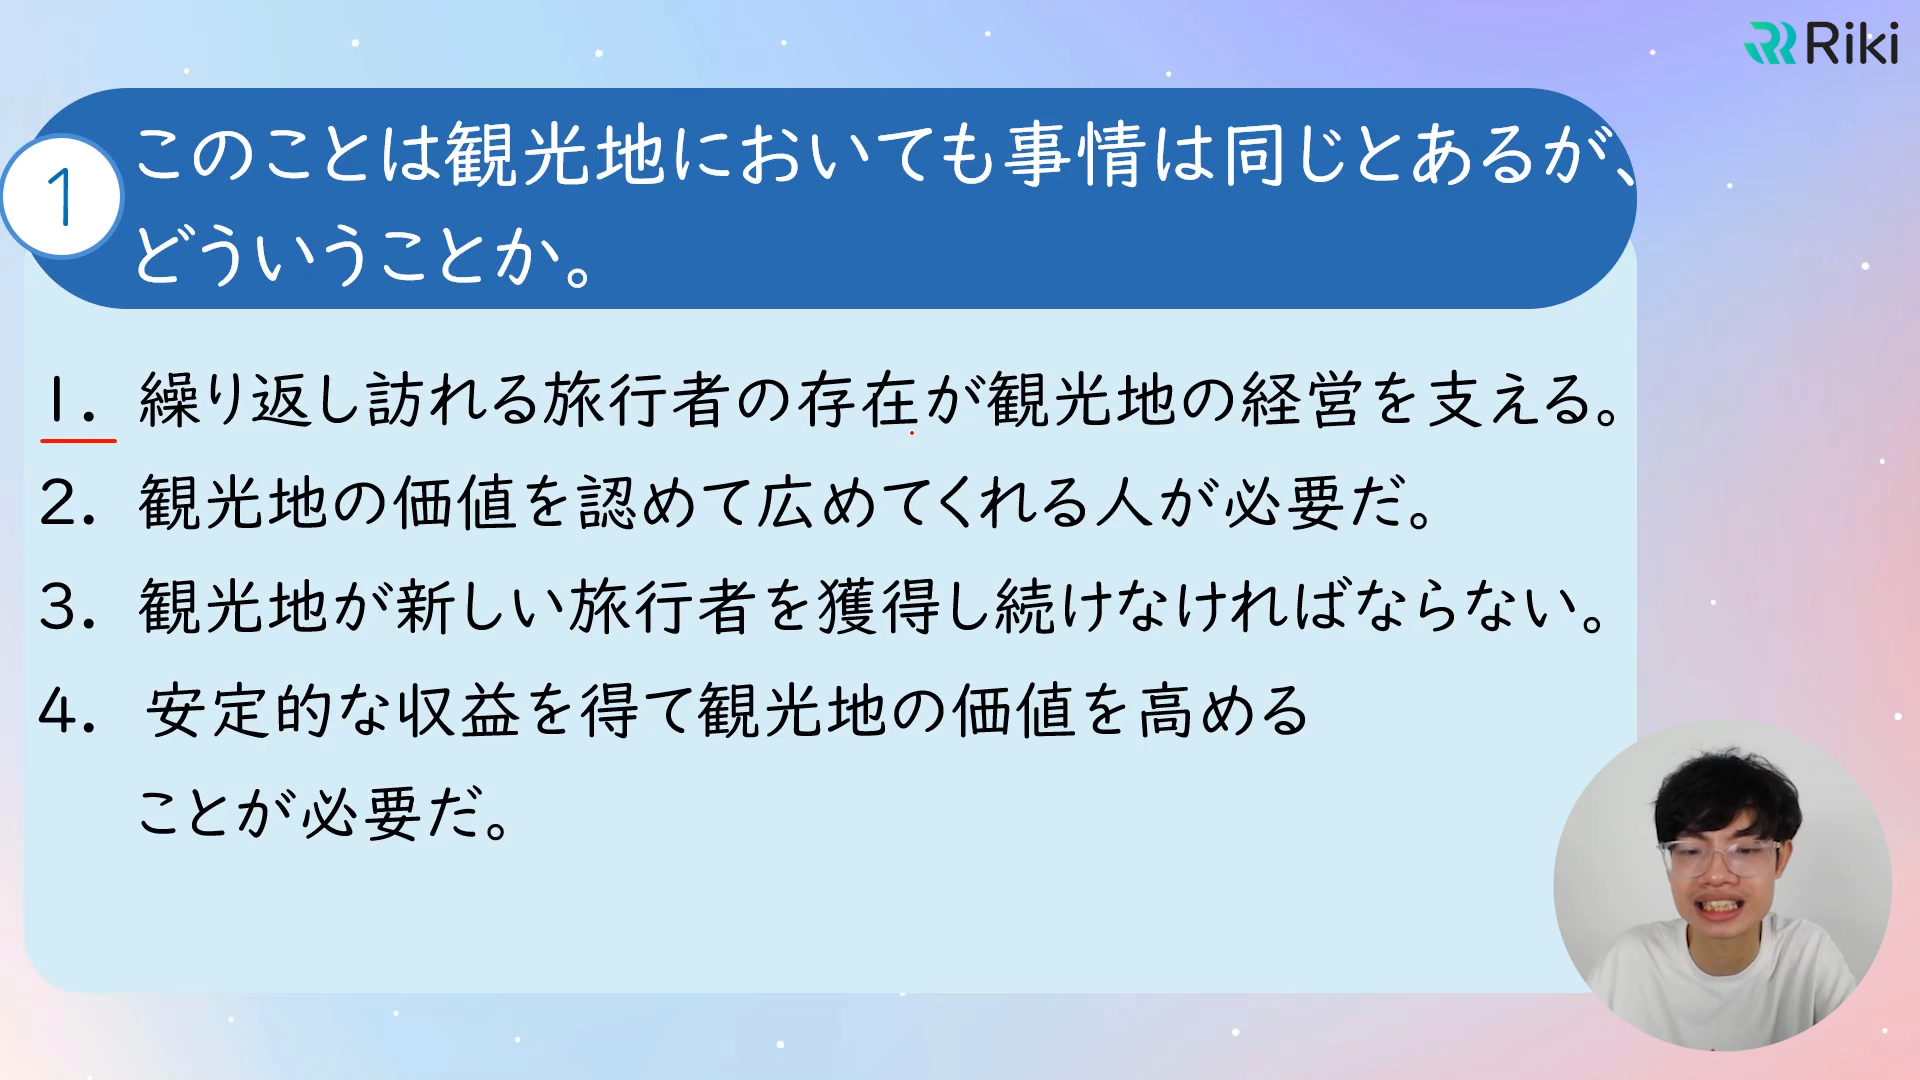 Riki
1
このことは観光地においても事情は同じとあるが、
どういうことか。
1. 繰り返し訪れる旅行者の存在が観光地の経営を支える。
2. 観光地の価値を認めて広めてくれる人が必要だ。
3. 観光地が新しい旅行者を獲得し続けなければならない。
4. 安定的な収益を得て観光地の価値を高める
ことが必要だ。